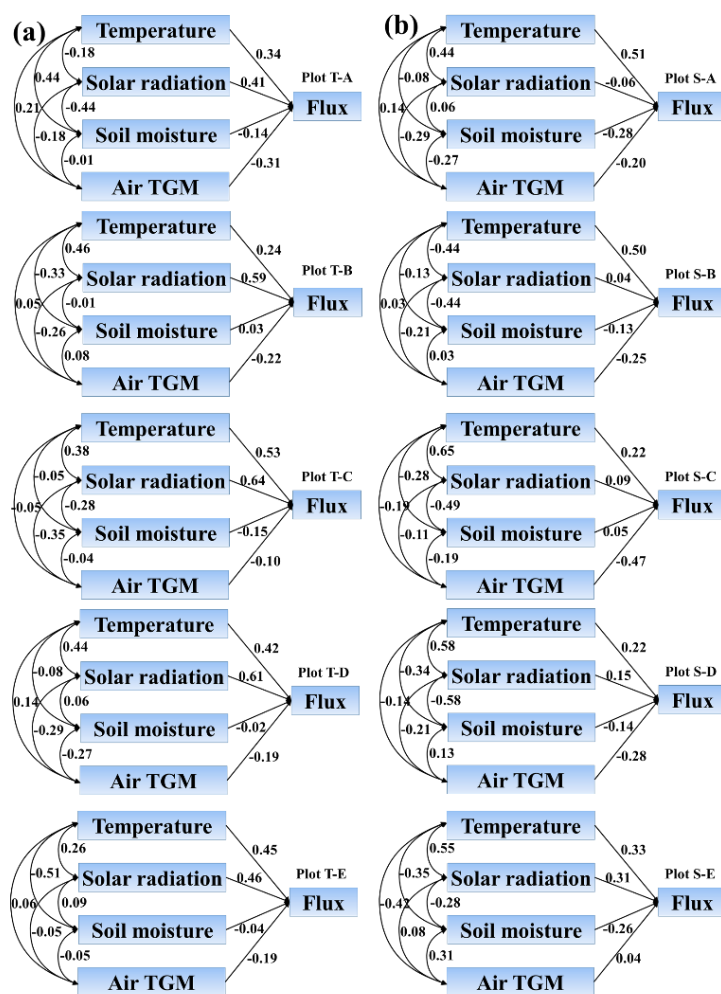 (a)
Temperature
-0.18
0.34
0.44
Solar radiation
0.41
Plot T-A
0.21
-0.44
Flux
-0.18
Soil moisture
-0.14
-0.01
-0.31
Air TGM
Temperature
0.46
0.24
-0.33
Solar radiation
0.59
Plot T-B
0.05
-0.01
Flux
-0.26
Soil moisture
0.03
0.08
-0.22
Air TGM
Temperature
0.38
0.53
-0.05
Solar radiation
0.64
Plot T-C
-0.05
-0.28
Flux
-0.35
Soil moisture
-0.15
-0.04
-0.10
Air TGM
Temperature
0.44
0.42
-0.08
Solar radiation
0.61
Plot T-D
0.14
0.06
Flux
-0.29
Soil moisture
-0.02
-0.27
-0.19
Air TGM
Temperature
0.26
0.45
-0.51
Solar radiation
0.46
Plot T-E
0.06
0.09
Flux
-0.05
Soil moisture
-0.04
-0.05
-0.19
Air TGM
(b)
Temperature
0.44
0.51
-0.08
Solar radiation
-0.06
Plot S-A
0.14
0.06
Flux
-0.29
Soil moisture
-0.28
-0.27
-0.20
Air TGM
Temperature
-0.44
0.50
-0.13
Solar radiation
0.04
Plot S-B
0.03
-0.44
Flux
-0.21
Soil moisture
-0.13
0.03
-0.25
Air TGM
Temperature
0.65
0.22
-0.28
Solar radiation
0.09
Plot S-C
-0.19
-0.49
Flux
-0.11
Soil moisture
0.05
-0.19
-0.47
Air TGM
Temperature
0.58
0.22
-0.34
Solar radiation
0.15
Plot S-D
-0.14
-0.58
Flux
-0.21
Soil moisture
-0.14
0.13
-0.28
Air TGM
Temperature
0.55
0.33
-0.35
Solar radiation
0.31
Plot S-E
-0.42
-0.28
Flux
0.08
Soil moisture
-0.26
0.31
0.04
Air TGM